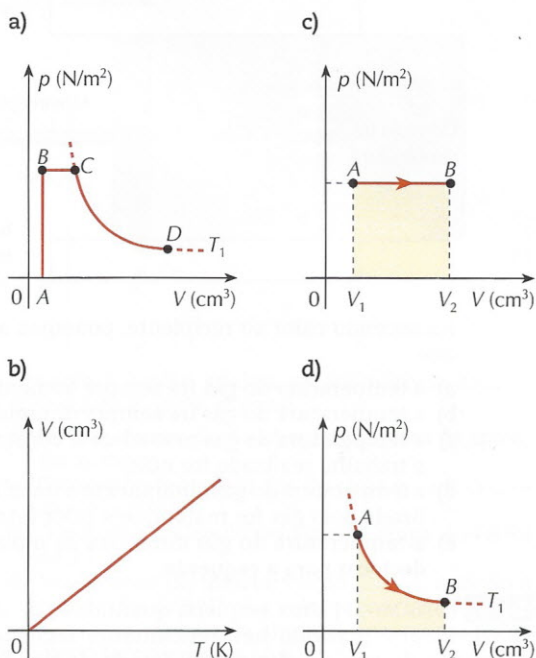 a)
p (N/m²)
B C
D
T₁
0 A V (cm³)
b)
V (cm³)
0 T (K)
c)
p (N/m²)
A B
0 V₁ V₂ V (cm³)
d)
p (N/m²)
A
B T₁
0 V₁ V₂ V (cm³)